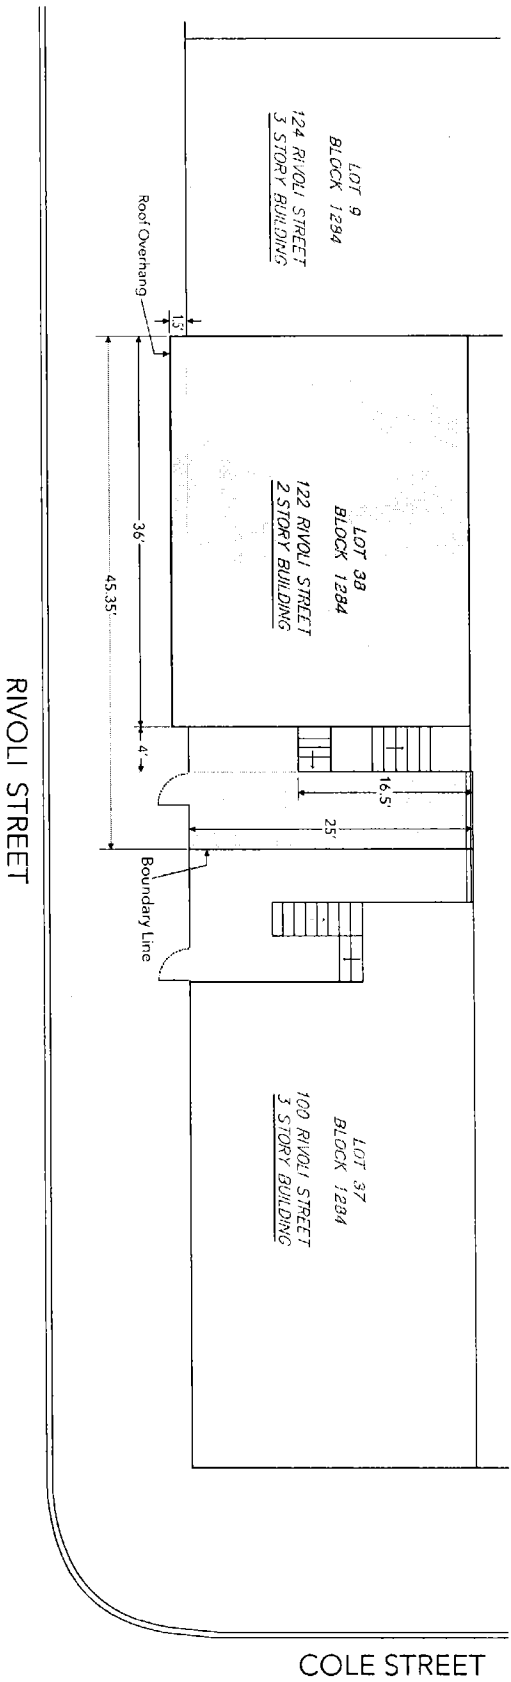 LOT 9
BLOCK 1284
124 RIVOLI STREET
3 STORY BUILDING
Roof Overhang
1.5'
LOT 38
BLOCK 1284
122 RIVOLI STREET
2 STORY BUILDING
36'
45.35'
4'
16.5'
25'
Boundary Line
LOT 37
BLOCK 1284
100 RIVOLI STREET
3 STORY BUILDING
RIVOLI STREET
COLE STREET